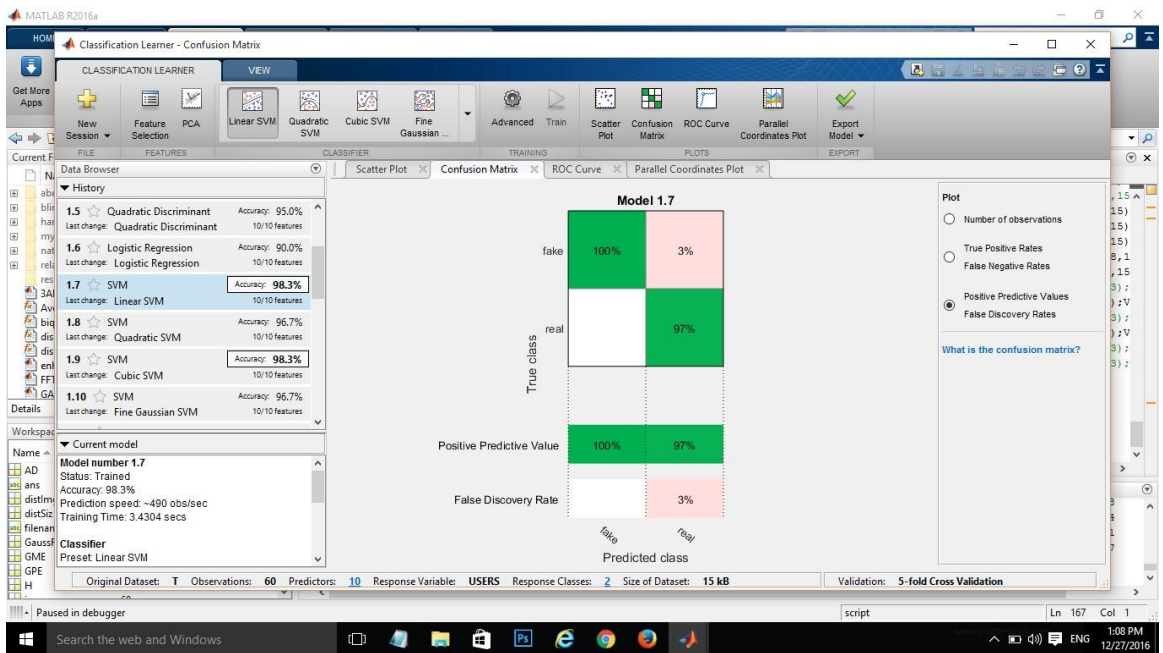 MATLAB R2016a
HOM
Classification Learner - Confusion Matrix
CLASSIFICATION LEARNER
VIEW
Get More
Apps
New
Session
Feature
Selection
PCA
Linear SVM
Quadratic
SVM
Cubic SVM
Fine
Gaussian ...
Advanced
Train
Scatter
Plot
Confusion
Matrix
ROC Curve
Parallel
Coordinates Plot
Export
Model
FILE
FEATURES
CLASSIFIER
TRAINING
PLOTS
EXPORT
Current F
Data Browser
History
1.5 Quadratic Discriminant Accuracy: 95.0%
Last change: Quadratic Discriminant 10/10 features
1.6 Logistic Regression Accuracy: 90.0%
Last change: Logistic Regression 10/10 features
1.7 SVM Accuracy: 98.3%
Last change: Linear SVM 10/10 features
1.8 SVM Accuracy: 96.7%
Last change: Quadratic SVM 10/10 features
1.9 SVM Accuracy: 98.3%
Last change: Cubic SVM 10/10 features
1.10 SVM Accuracy: 96.7%
Last change: Fine Gaussian SVM 10/10 features
Current model
Model number 1.7
Status: Trained
Accuracy: 98.3%
Prediction speed: ~490 obs/sec
Training Time: 3.4304 secs
Classifier
Preset: Linear SVM
Scatter Plot
Confusion Matrix
ROC Curve
Parallel Coordinates Plot
Model 1.7
fake 100% 3%
real 97%
True class
Positive Predictive Value 100% 97%
False Discovery Rate 3%
fake real
Predicted class
Plot
Number of observations
True Positive Rates
False Negative Rates
Positive Predictive Values
False Discovery Rates
What is the confusion matrix?
Details
Workspac
Name
AD
ans
distIm
distSiz
filenan
GaussF
GME
GPE
H
Original Dataset: T Observations: 60 Predictors: 10 Response Variable: USERS Response Classes: 2 Size of Dataset: 15 kB
Validation: 5-fold Cross Validation
Paused in debugger
script
Ln 167 Col 1
Search the web and Windows
Ps
ENG
1:08 PM
12/27/2016